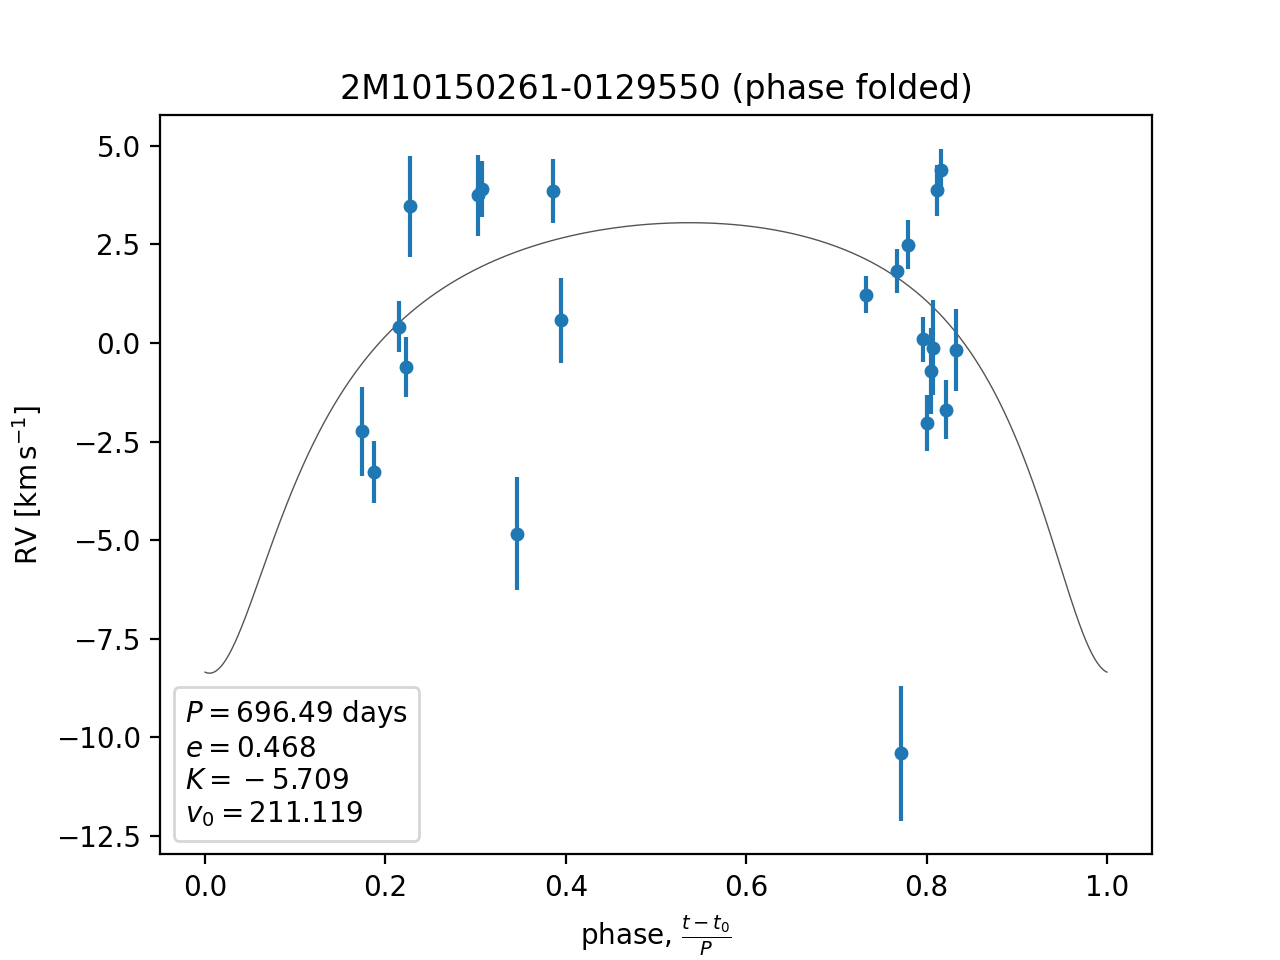 2M10150261-0129550 (phase folded)
RV [km s⁻¹]
5.0
2.5
0.0
−2.5
−5.0
−7.5
−10.0
−12.5
P = 696.49 days
e = 0.468
K = −5.709
v₀ = 211.119
0.0 0.2 0.4 0.6 0.8 1.0
phase, \frac{t − t₀}{P}